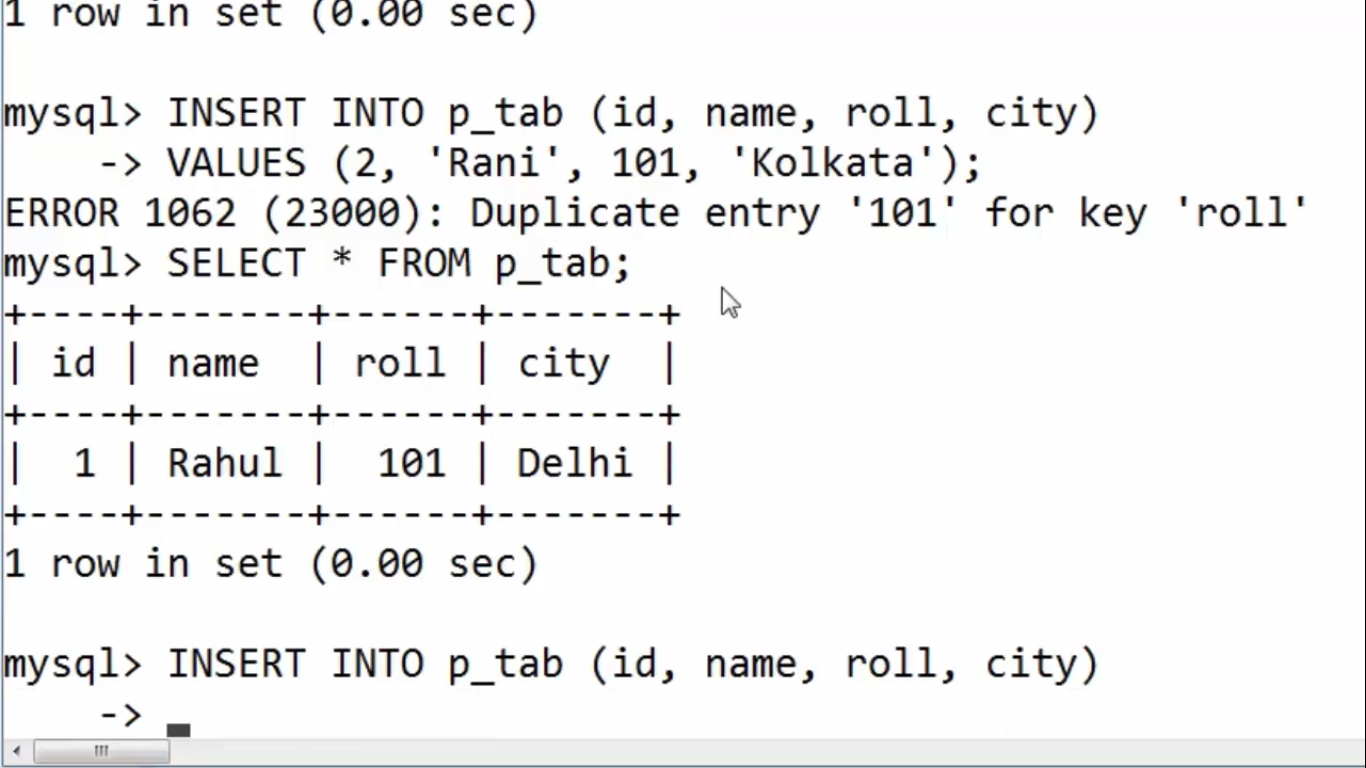 1 row in set (0.00 sec)
mysql> INSERT INTO p_tab (id, name, roll, city)
    -> VALUES (2, 'Rani', 101, 'Kolkata');
ERROR 1062 (23000): Duplicate entry '101' for key 'roll'
mysql> SELECT * FROM p_tab;
+----+-------+------+-------+
| id | name  | roll | city  |
+----+-------+------+-------+
|  1 | Rahul |  101 | Delhi |
+----+-------+------+-------+
1 row in set (0.00 sec)
mysql> INSERT INTO p_tab (id, name, roll, city)
    ->